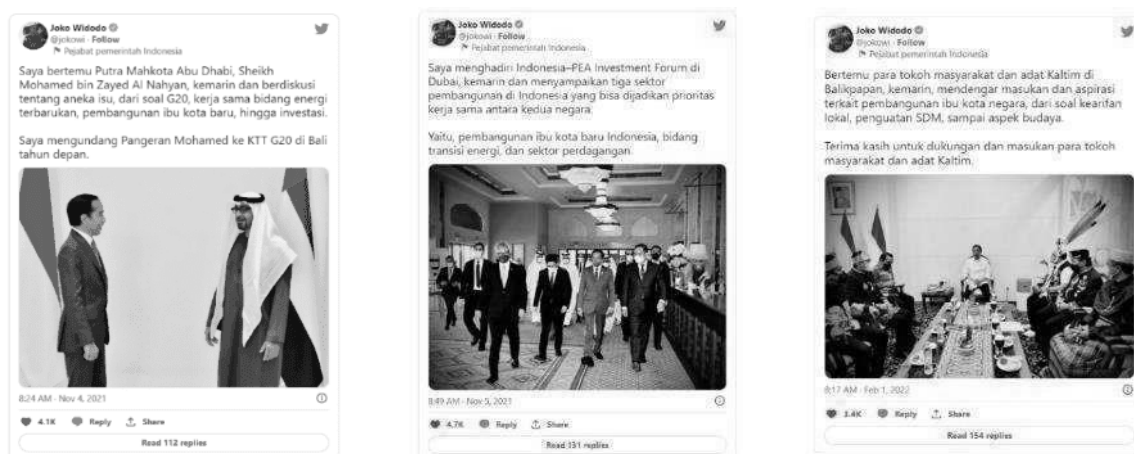 Joko Widodo
@jokowi · Follow
Pejabat pemerintah Indonesia
Saya bertemu Putra Mahkota Abu Dhabi, Sheikh
Mohamed bin Zayed Al Nahyan, kemarin dan berdiskusi
tentang aneka isu, dari soal G20, kerja sama bidang energi
terbarukan, pembangunan ibu kota baru, hingga investasi.
Saya mengundang Pangeran Mohamed ke KTT G20 di Bali
tahun depan.
8:24 AM · Nov 4, 2021
4.1K Reply Share
Read 112 replies
Joko Widodo
@jokowi · Follow
Pejabat pemerintah Indonesia
Saya menghadiri Indonesia–PEA Investment Forum di
Dubai, kemarin dan menyampaikan tiga sektor
pembangunan di Indonesia yang bisa dijadikan prioritas
kerja sama antara kedua negara.
Yaitu, pembangunan ibu kota baru Indonesia, bidang
transisi energi, dan sektor perdagangan.
8:49 AM · Nov 5, 2021
4.7K Reply Share
Read 131 replies
Joko Widodo
@jokowi · Follow
Pejabat pemerintah Indonesia
Bertemu para tokoh masyarakat dan adat Kaltim di
Balikpapan, kemarin, mendengar masukan dan aspirasi
terkait pembangunan ibu kota negara, dari soal kearifan
lokal, penguatan SDM, sampai aspek budaya.
Terima kasih untuk dukungan dan masukan para tokoh
masyarakat dan adat Kaltim.
8:17 AM · Feb 1, 2022
3.4K Reply Share
Read 154 replies